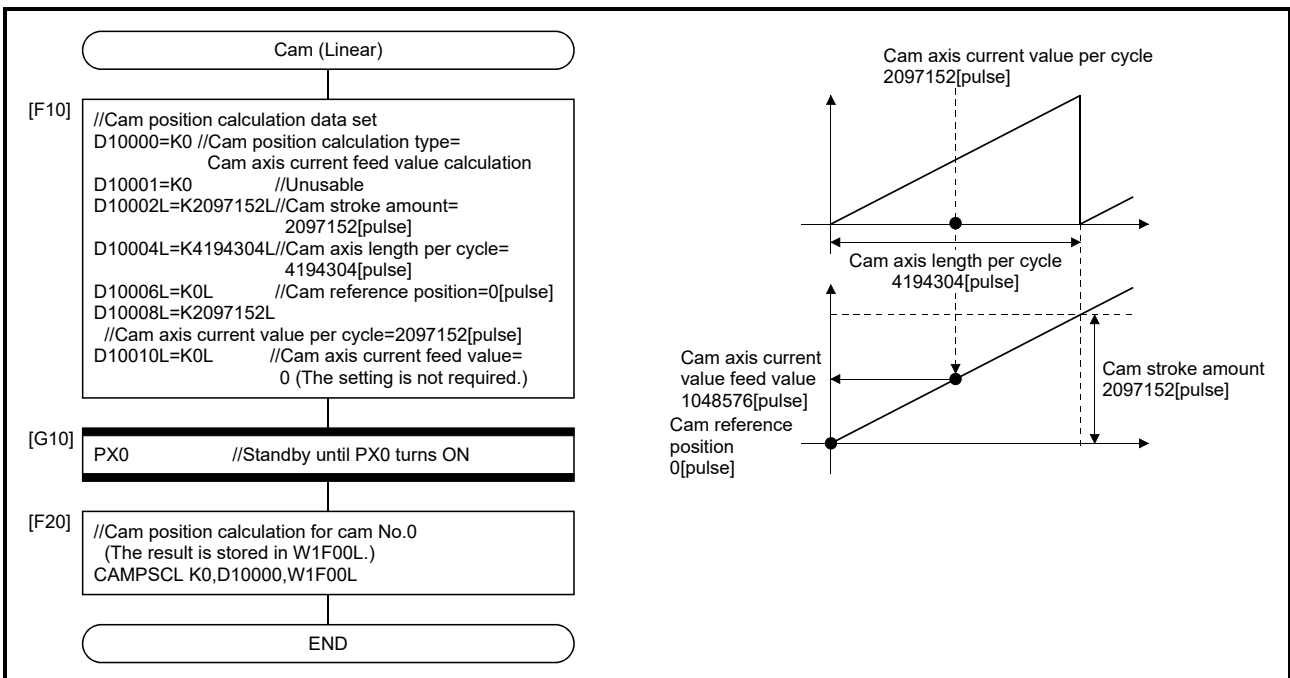 Cam (Linear)
[F10]
//Cam position calculation data set
D10000=K0 //Cam position calculation type=
Cam axis current feed value calculation
D10001=K0 //Unusable
D10002L=K2097152L//Cam stroke amount=
2097152[pulse]
D10004L=K4194304L//Cam axis length per cycle=
4194304[pulse]
D10006L=K0L //Cam reference position=0[pulse]
D10008L=K2097152L
//Cam axis current value per cycle=2097152[pulse]
D10010L=K0L //Cam axis current feed value=
0 (The setting is not required.)
[G10]
PX0 //Standby until PX0 turns ON
[F20]
//Cam position calculation for cam No.0
(The result is stored in W1F00L.)
CAMPSCL K0,D10000,W1F00L
END
Cam axis current value per cycle
2097152[pulse]
Cam axis length per cycle
4194304[pulse]
Cam axis current
value feed value
1048576[pulse]
Cam reference
position
0[pulse]
Cam stroke amount
2097152[pulse]